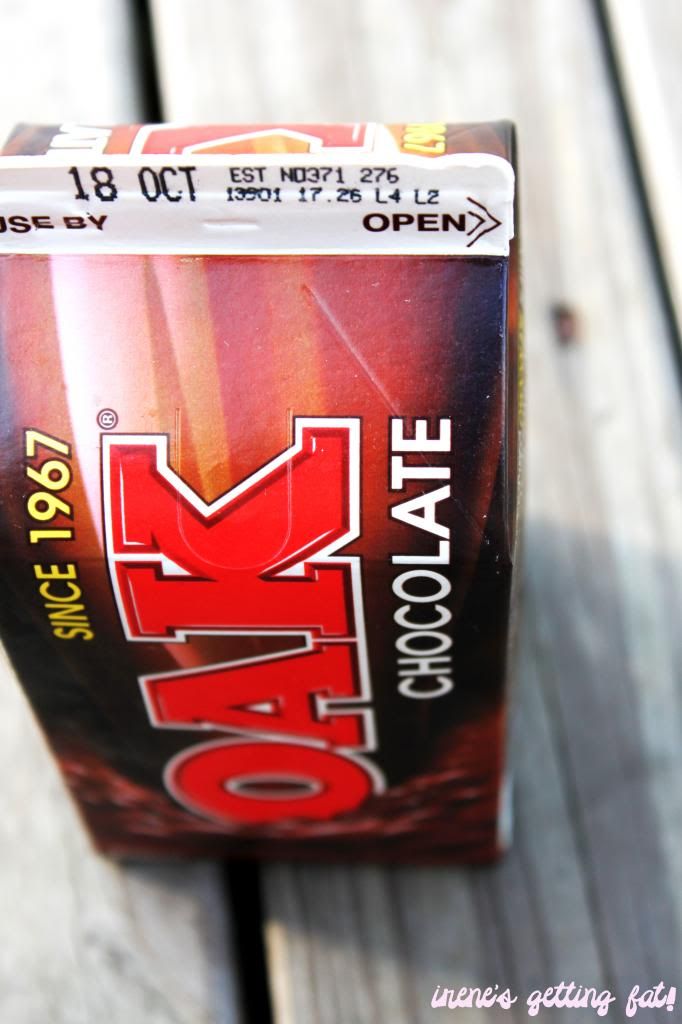 18 OCT
EST N0371 276
13901 17.26 L4 L2
USE BY
OPEN
SINCE 1967
OAK®
CHOCOLATE
irene's getting fat!